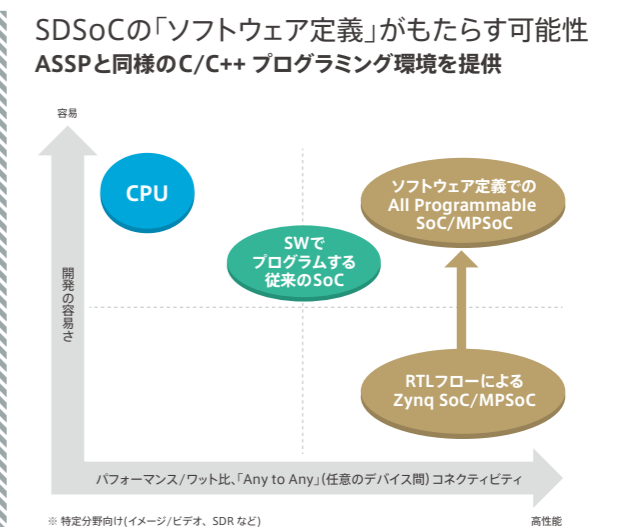 SDSoCの「ソフトウェア定義」がもたらす可能性
ASSPと同様のC/C++ プログラミング環境を提供
容易
CPU
ソフトウェア定義での
All Programmable
SoC/MPSoC
SWで
プログラムする
従来のSoC
開発の容易さ
RTLフローによる
Zynq SoC/MPSoC
パフォーマンス/ワット比、「Any to Any」(任意のデバイス間) コネクティビティ
※ 特定分野向け(イメージ/ビデオ、SDR など)
高性能